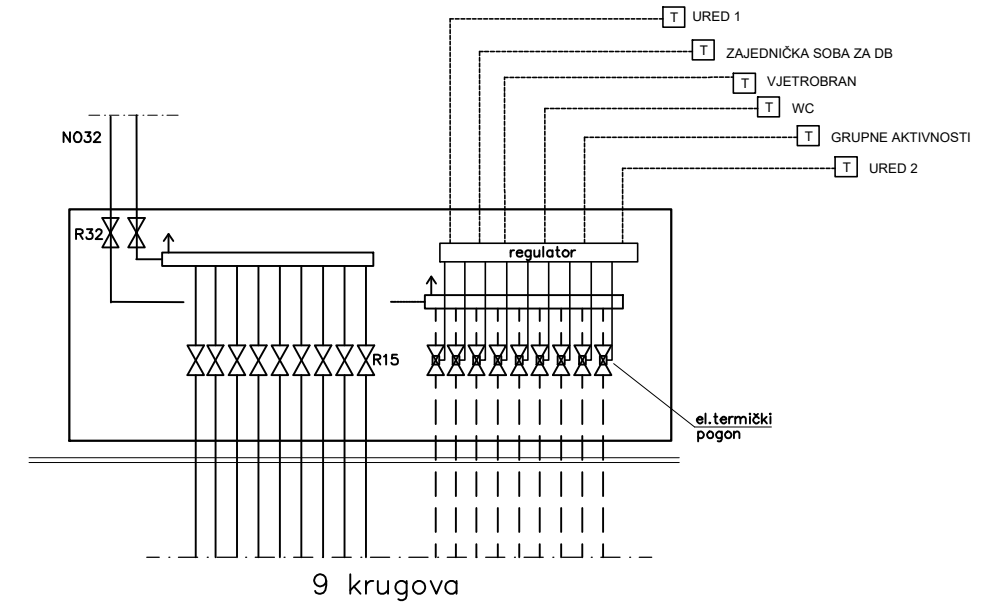 T URED 1
T ZAJEDNIČKA SOBA ZA DB
T VJETROBRAN
T WC
NO32
T GRUPNE AKTIVNOSTI
T URED 2
R32
regulator
R15
el.termički
pogon
9 krugova